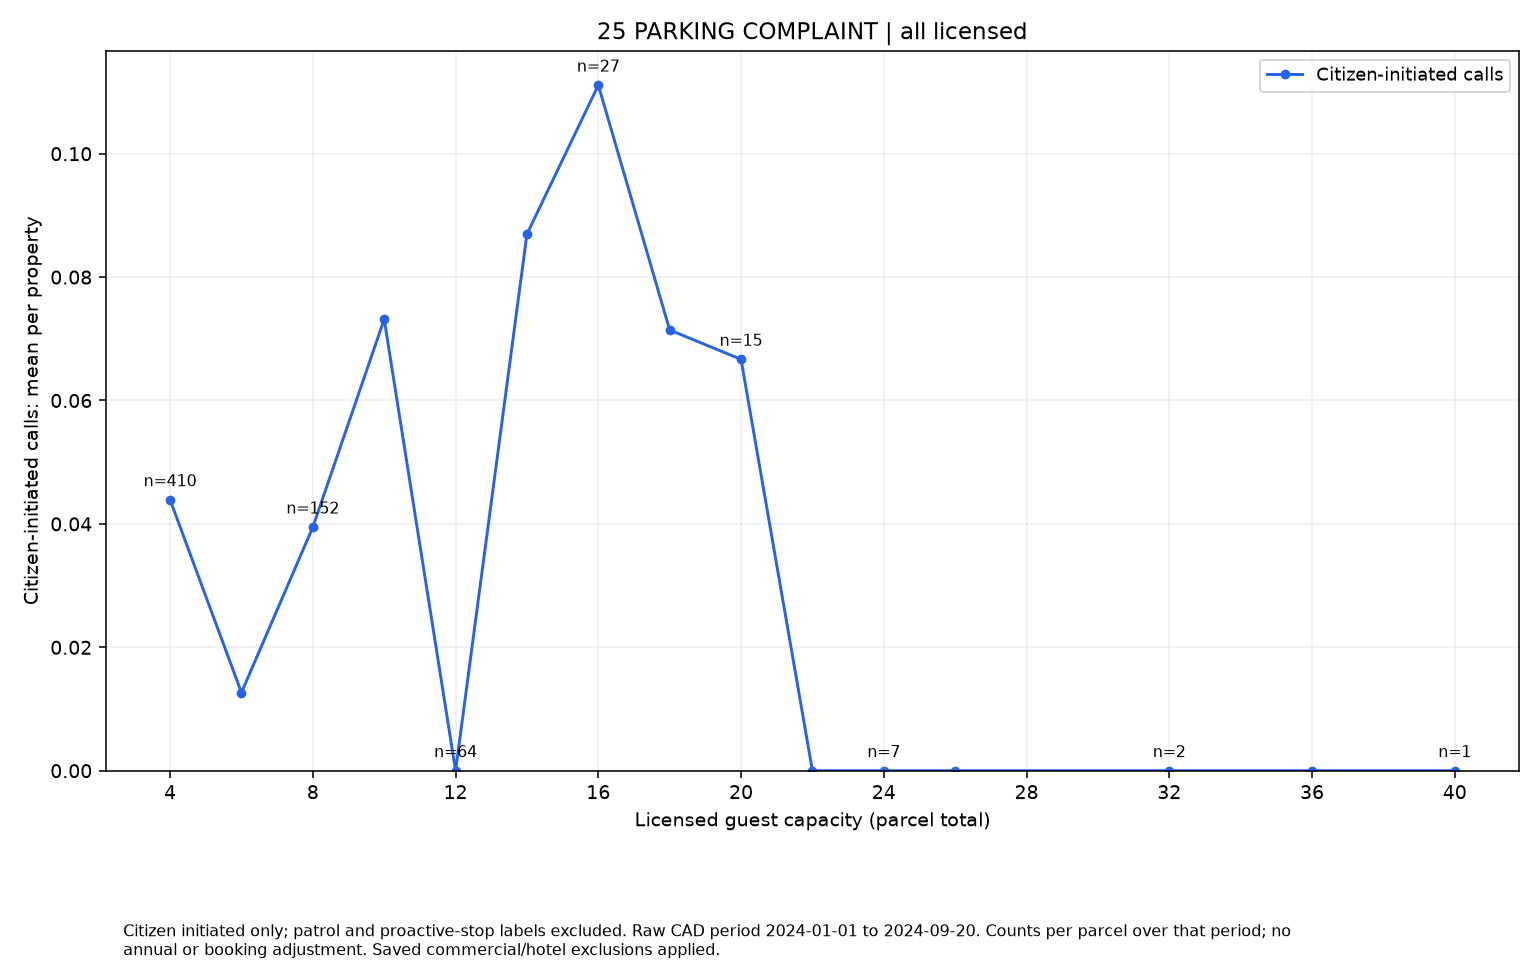 25 PARKING COMPLAINT | all licensed
Citizen-initiated calls
n=27
n=15
n=410
n=152
n=64
n=7
n=2
n=1
Citizen-initiated calls: mean per property
0.10
0.08
0.06
0.04
0.02
0.00
4 8 12 16 20 24 28 32 36 40
Licensed guest capacity (parcel total)
Citizen initiated only; patrol and proactive-stop labels excluded. Raw CAD period 2024-01-01 to 2024-09-20. Counts per parcel over that period; no
annual or booking adjustment. Saved commercial/hotel exclusions applied.